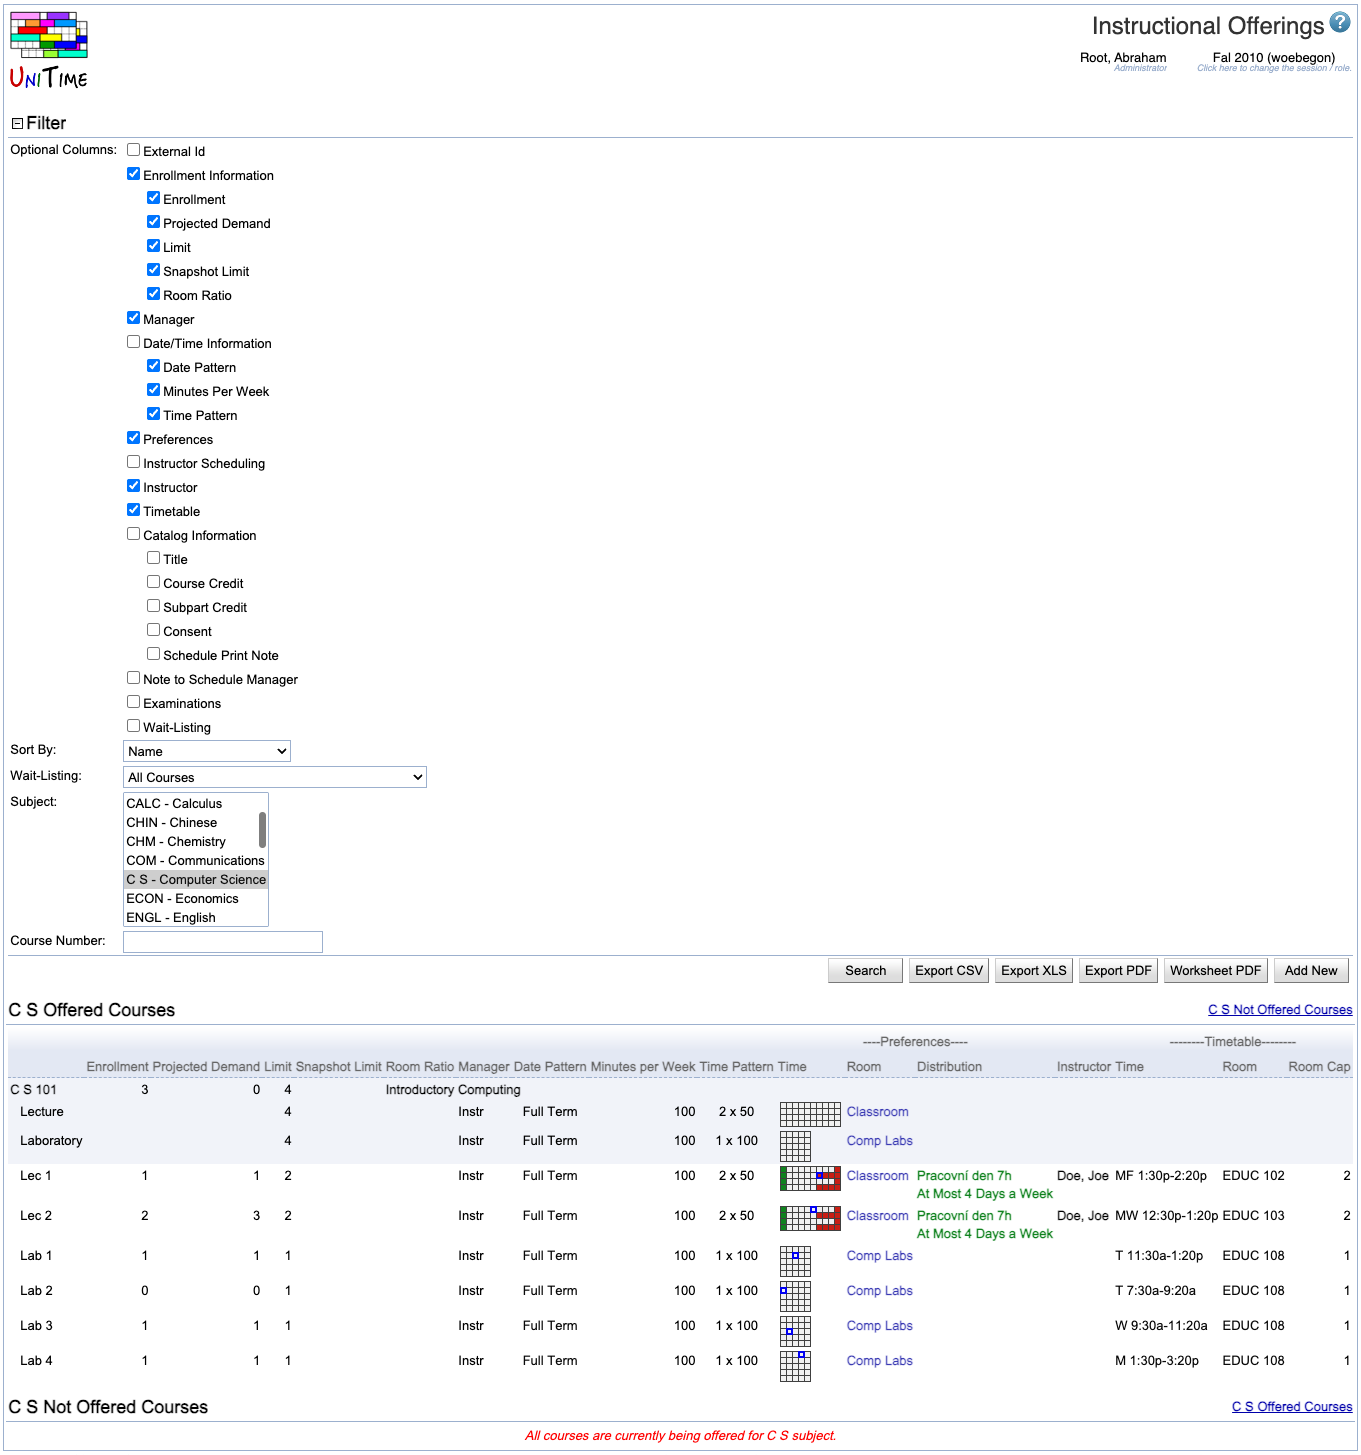 Instructional Offerings ?
UNITIME
Root, Abraham Fal 2010 (woebegon)
Administrator Click here to change the session / role.
Filter
Optional Columns: External Id
Enrollment Information
Enrollment
Projected Demand
Limit
Snapshot Limit
Room Ratio
Manager
Date/Time Information
Date Pattern
Minutes Per Week
Time Pattern
Preferences
Instructor Scheduling
Instructor
Timetable
Catalog Information
Title
Course Credit
Subpart Credit
Consent
Schedule Print Note
Note to Schedule Manager
Examinations
Wait-Listing
Sort By: Name
Wait-Listing: All Courses
Subject: CALC - Calculus
CHIN - Chinese
CHM - Chemistry
COM - Communications
C S - Computer Science
ECON - Economics
ENGL - English
Course Number:
Search Export CSV Export XLS Export PDF Worksheet PDF Add New
C S Offered Courses C S Not Offered Courses
----Preferences---- --------Timetable--------
Enrollment Projected Demand Limit Snapshot Limit Room Ratio Manager Date Pattern Minutes per Week Time Pattern Time Room Distribution Instructor Time Room Room Cap
C S 101 3 0 4 Introductory Computing
Lecture 4 Instr Full Term 100 2 x 50 Classroom
Laboratory 4 Instr Full Term 100 1 x 100 Comp Labs
Lec 1 1 1 2 Instr Full Term 100 2 x 50 Classroom Pracovní den 7h Doe, Joe MF 1:30p-2:20p EDUC 102 2
At Most 4 Days a Week
Lec 2 2 3 2 Instr Full Term 100 2 x 50 Classroom Pracovní den 7h Doe, Joe MW 12:30p-1:20p EDUC 103 2
At Most 4 Days a Week
Lab 1 1 1 1 Instr Full Term 100 1 x 100 Comp Labs T 11:30a-1:20p EDUC 108 1
Lab 2 0 0 1 Instr Full Term 100 1 x 100 Comp Labs T 7:30a-9:20a EDUC 108 1
Lab 3 1 1 1 Instr Full Term 100 1 x 100 Comp Labs W 9:30a-11:20a EDUC 108 1
Lab 4 1 1 1 Instr Full Term 100 1 x 100 Comp Labs M 1:30p-3:20p EDUC 108 1
C S Not Offered Courses C S Offered Courses
All courses are currently being offered for C S subject.